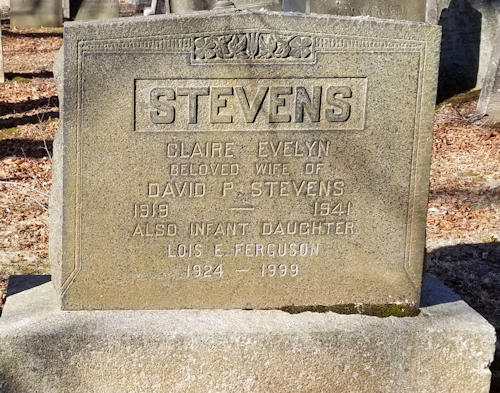 STEVENS
CLAIRE EVELYN
BELOVED WIFE OF
DAVID P. STEVENS
1919 — 1941
ALSO INFANT DAUGHTER
LOIS E. FERGUSON
1924 — 1999